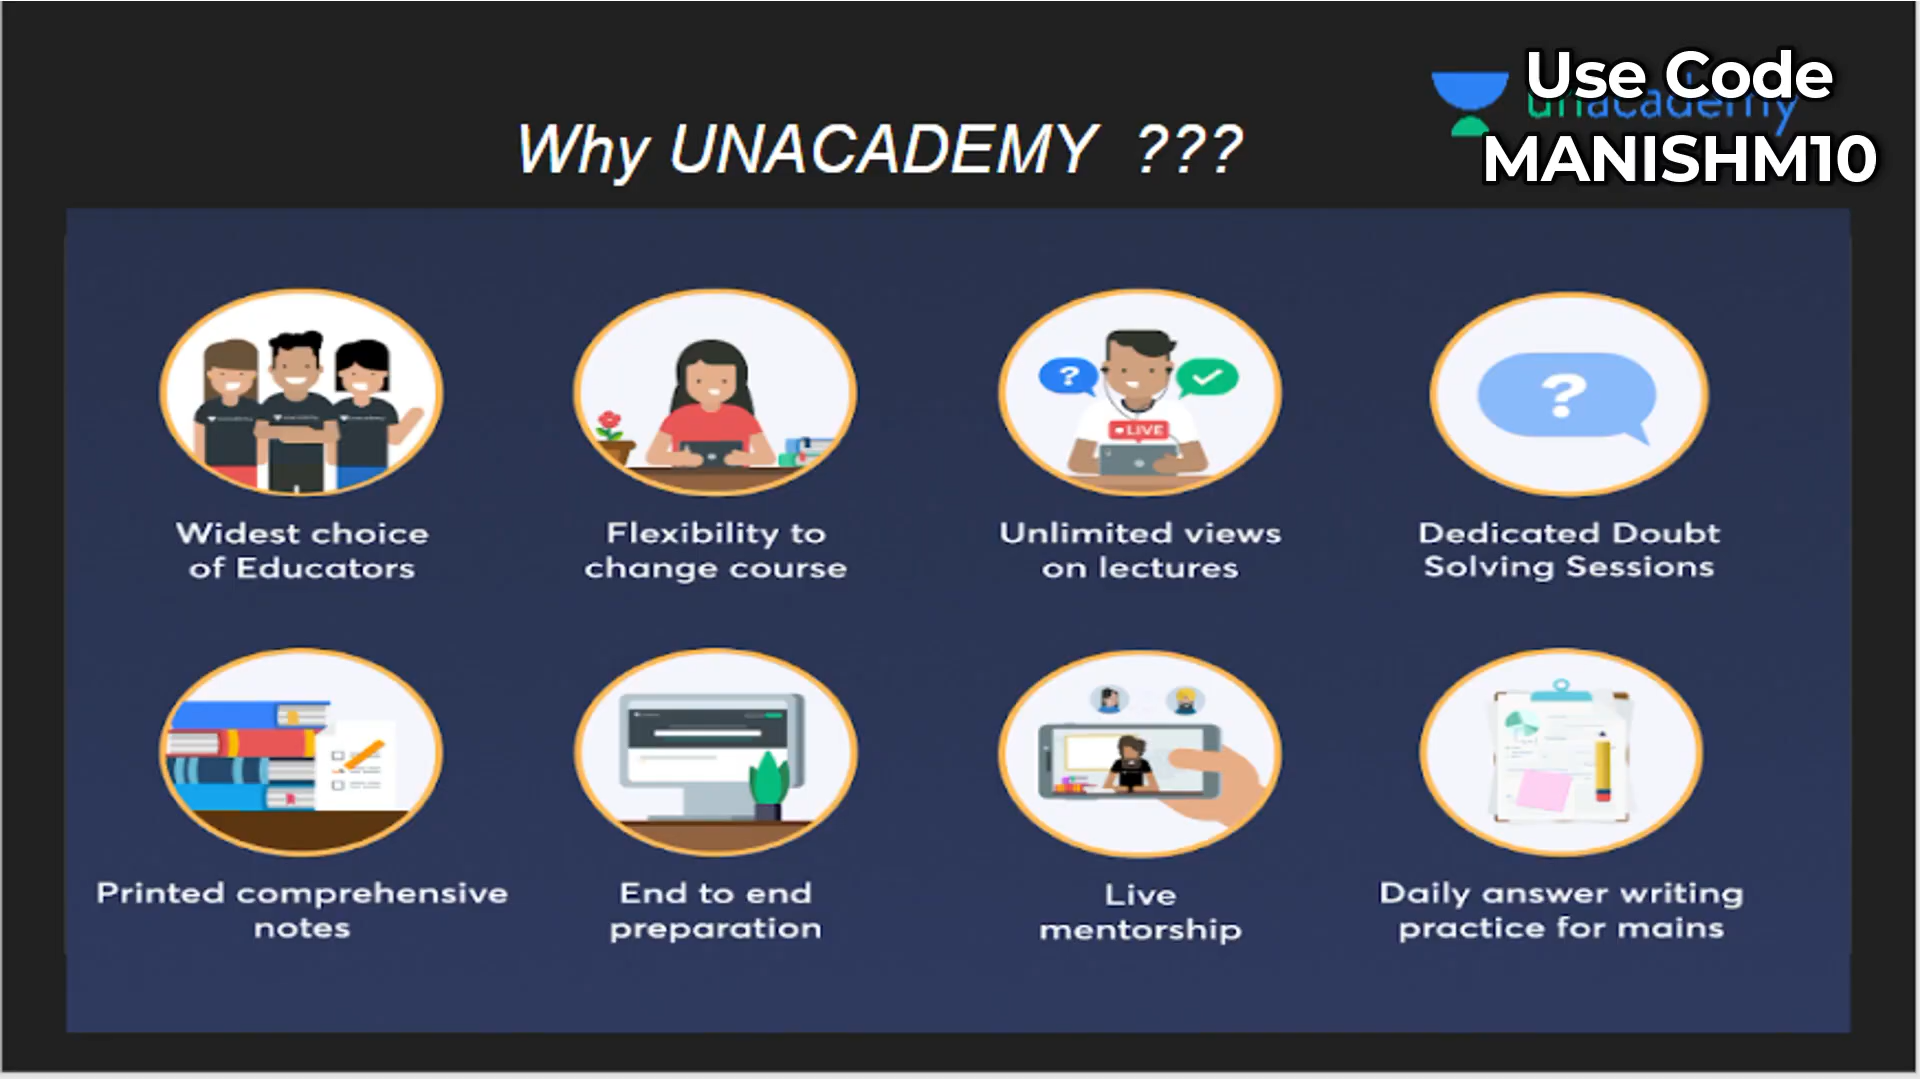 Use Code
unacademy
MANISHM10
Why UNACADEMY ???
? LIVE
?
Widest choice
of Educators
Flexibility to
change course
Unlimited views
on lectures
Dedicated Doubt
Solving Sessions
Printed comprehensive
notes
End to end
preparation
Live
mentorship
Daily answer writing
practice for mains